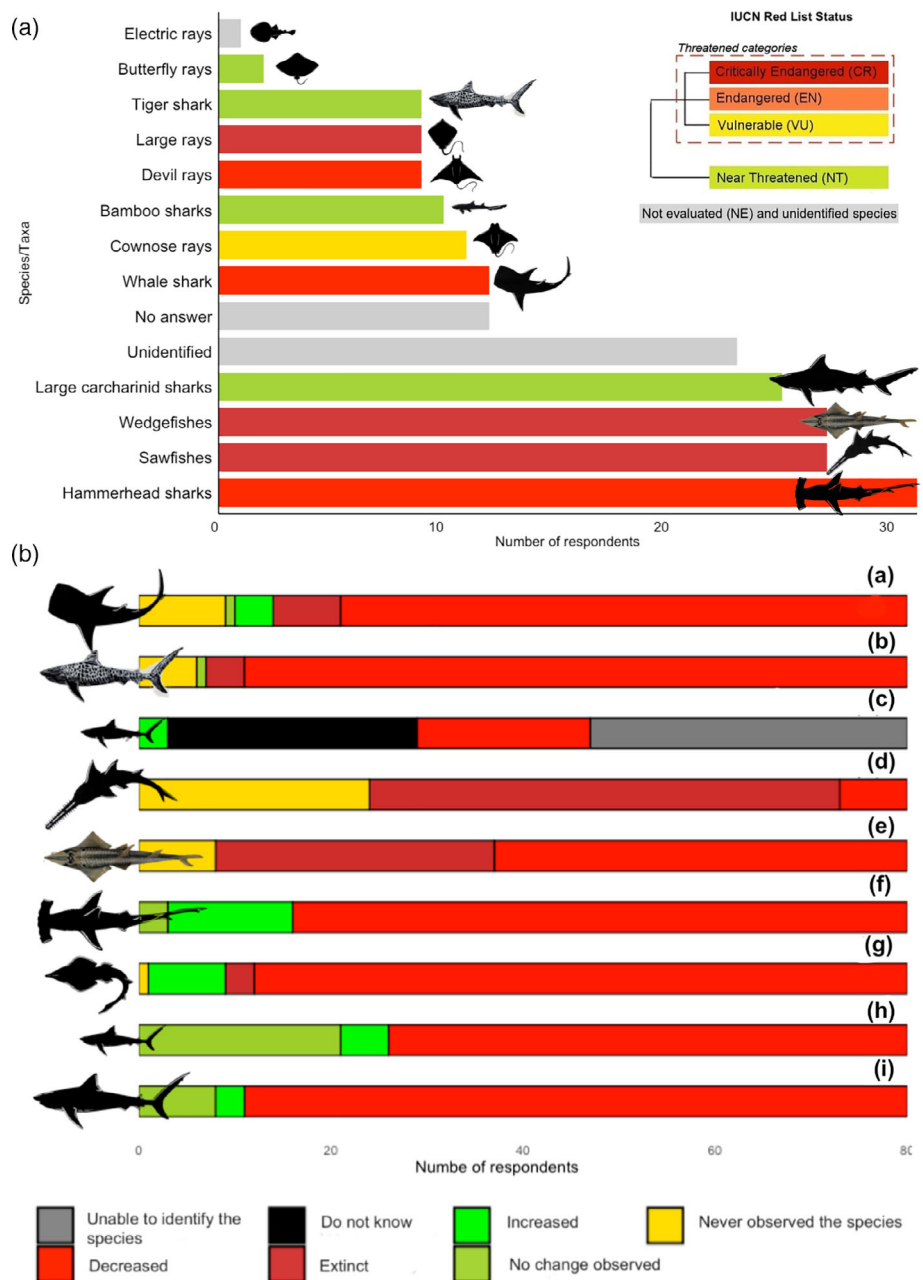 (a)
IUCN Red List Status
Threatened categories
Critically Endangered (CR)
Endangered (EN)
Vulnerable (VU)
Near Threatened (NT)
Not evaluated (NE) and unidentified species
Species/Taxa
Electric rays
Butterfly rays
Tiger shark
Large rays
Devil rays
Bamboo sharks
Cownose rays
Whale shark
No answer
Unidentified
Large carcharinid sharks
Wedgefishes
Sawfishes
Hammerhead sharks
0 10 20 30
Number of respondents
(b)
(a)
(b)
(c)
(d)
(e)
(f)
(g)
(h)
(i)
0 20 40 60 80
Numbe of respondents
Unable to identify the
species
Do not know
Increased
Never observed the species
Decreased
Extinct
No change observed